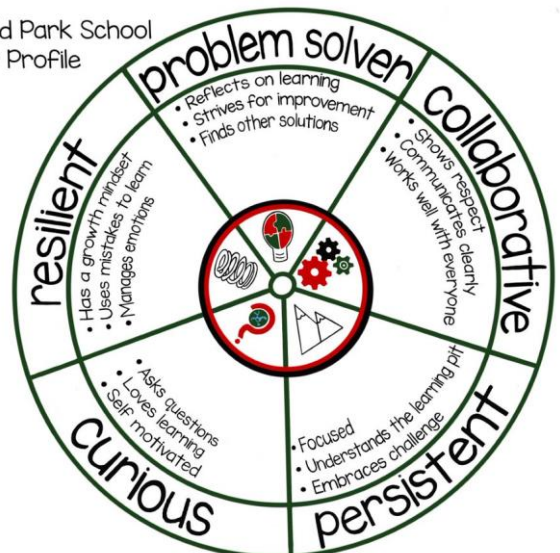 d Park School
Profile
problem solver
• Reflects on learning
• Strives for improvement
• Finds other solutions
collaborative
• Shows respect
• Communicates clearly
• Works well with everyone
persistent
• Focused
• Understands the learning pit
• Embraces challenge
curious
• Asks questions
• Loves learning
• Self motivated
resilient
• Has a growth mindset
• Uses mistakes to learn
• Manages emotions